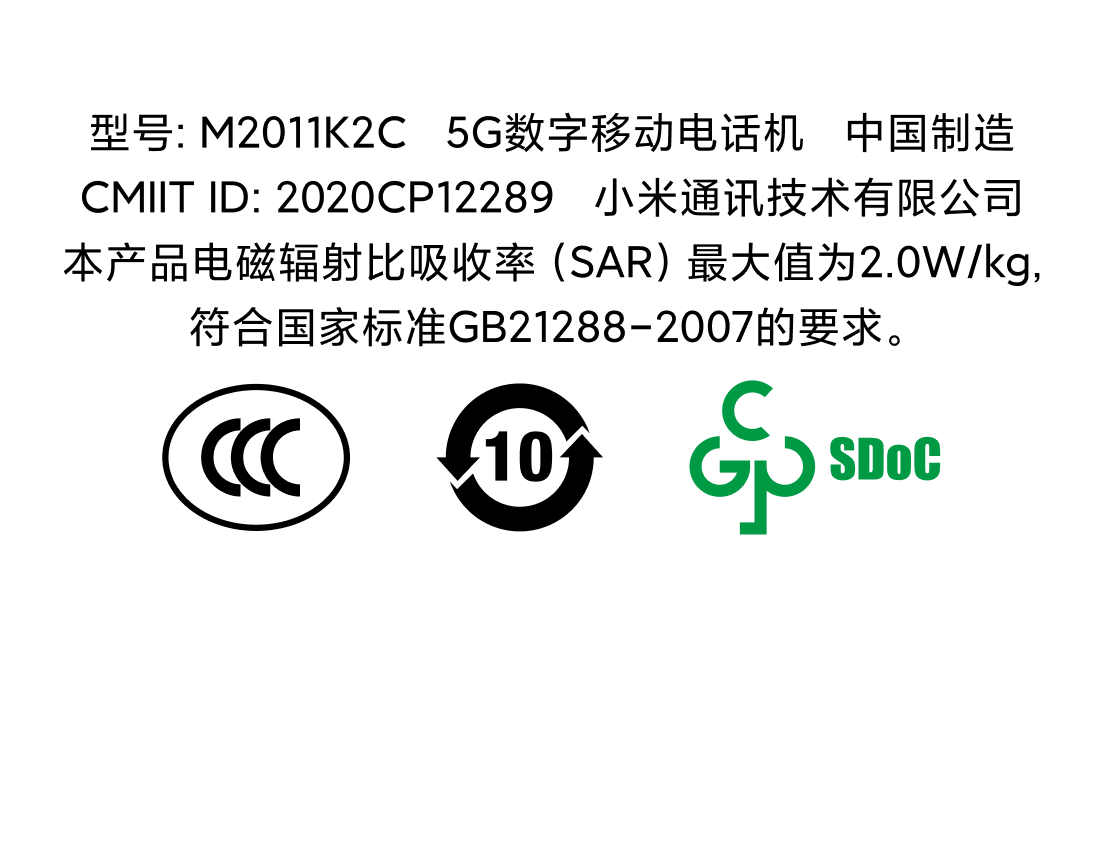 型号: M2011K2C 5G数字移动电话机 中国制造
CMIIT ID: 2020CP12289 小米通讯技术有限公司
本产品电磁辐射比吸收率（SAR）最大值为2.0W/kg,
符合国家标准GB21288-2007的要求。
CCC
10
CGP SDoC